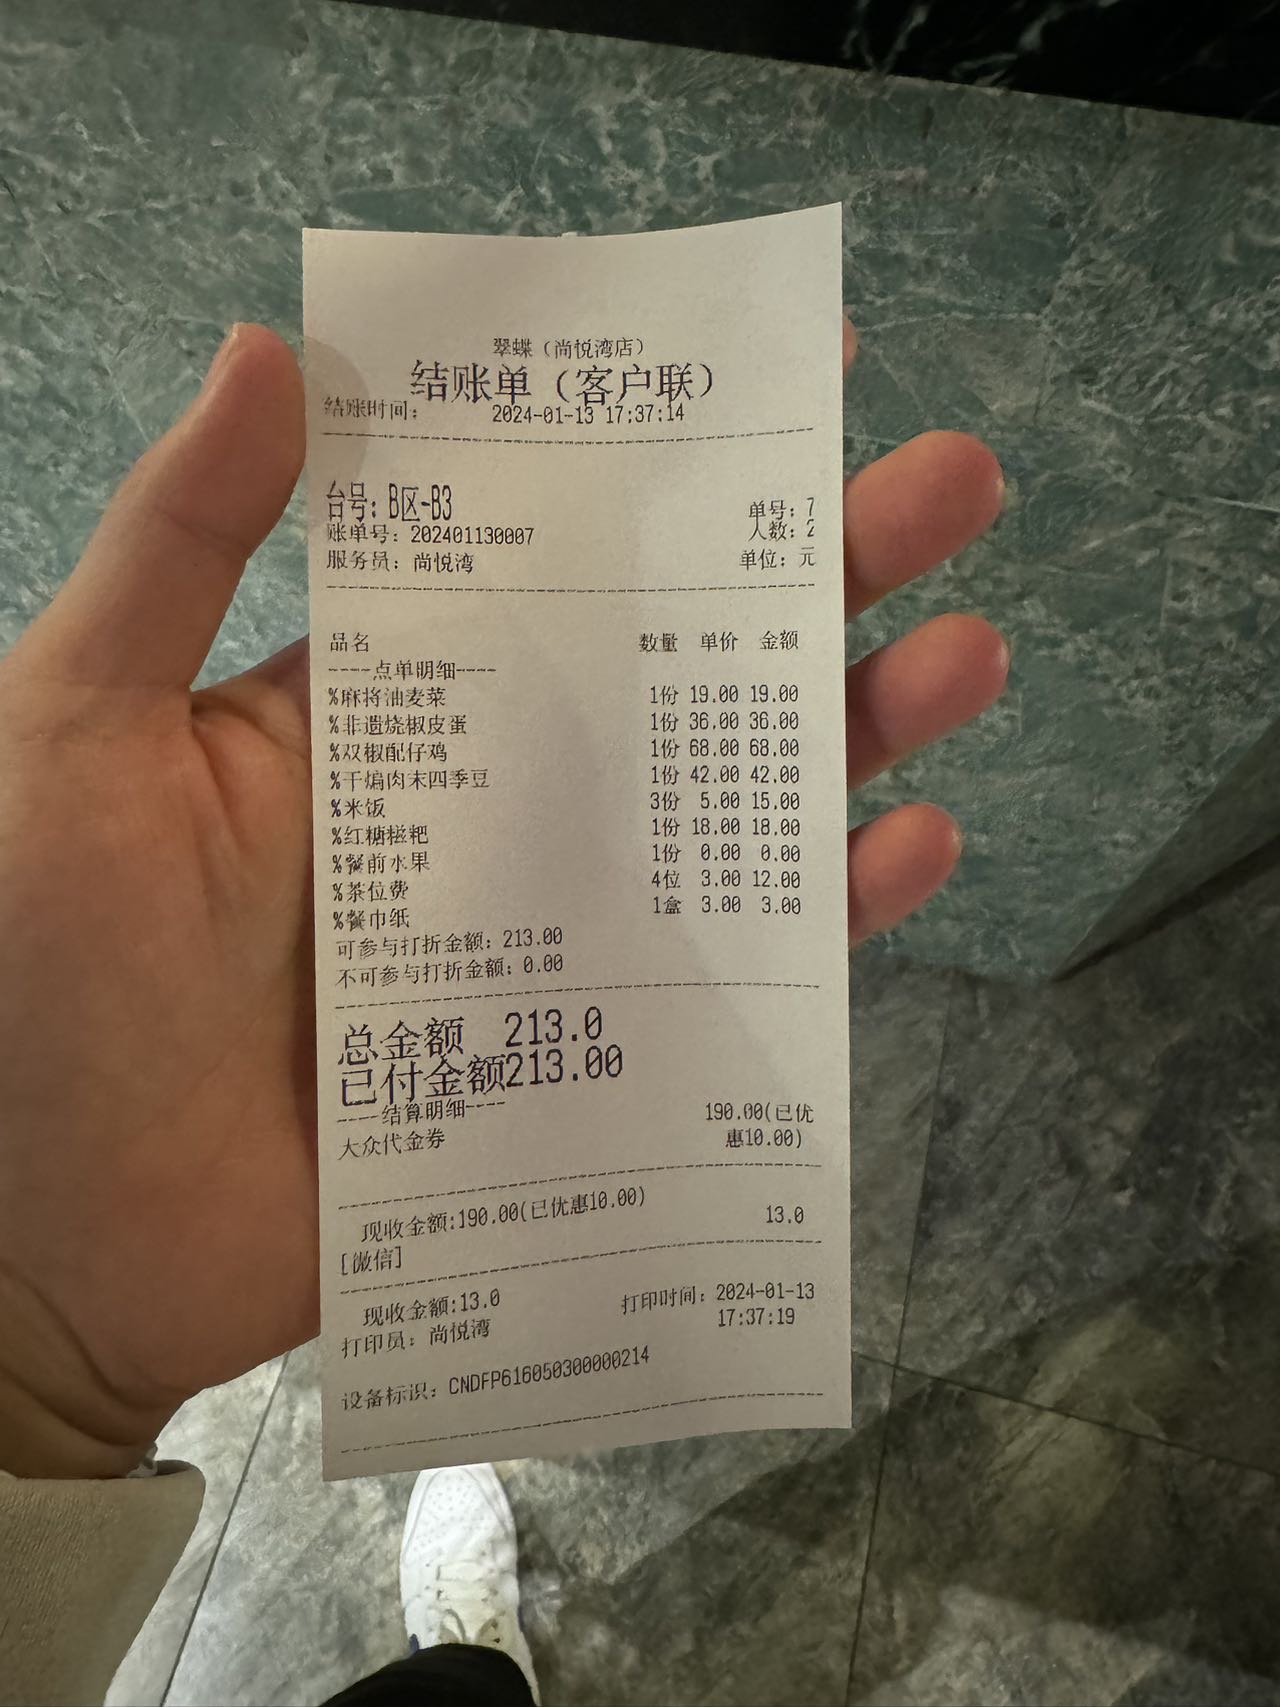 翠蝶（尚悦湾店）
结账单（客户联）
结账时间： 2024-01-13 17:37:14
台号：B区-B3
单号：7
账单号：202401130007 人数：2
服务员：尚悦湾 单位：元
品名 数量 单价 金额
----点单明细----
%麻将油麦菜 1份 19.00 19.00
%非遗烧椒皮蛋 1份 36.00 36.00
%双椒配仔鸡 1份 68.00 68.00
%干煸肉末四季豆 1份 42.00 42.00
%米饭 3份 5.00 15.00
%红糖糍粑 1份 18.00 18.00
%餐前水果 1份 0.00 0.00
%茶位费 4位 3.00 12.00
%餐巾纸 1盒 3.00 3.00
可参与打折金额：213.00
不可参与打折金额：0.00
总金额 213.0
已付金额213.00
----结算明细----
大众代金券 190.00(已优
惠10.00)
现收金额:190.00(已优惠10.00)
[微信] 13.0
现收金额:13.0
打印员：尚悦湾 打印时间：2024-01-13
17:37:19
设备标识：CNDFP616050300000214